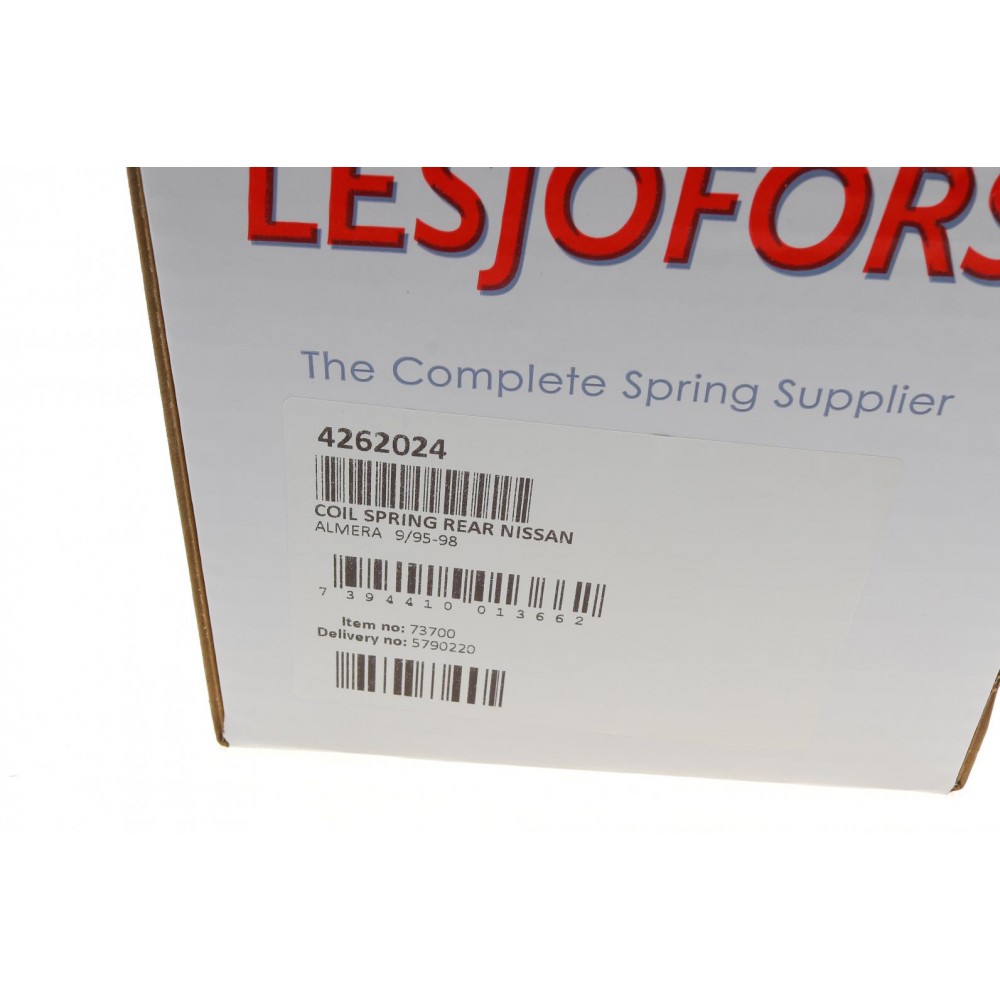 LESJOFORS
The Complete Spring Supplier
4262024
COIL SPRING REAR NISSAN
ALMERA 9/95-98
7 394410 013662
Item no: 73700
Delivery no: 5790220